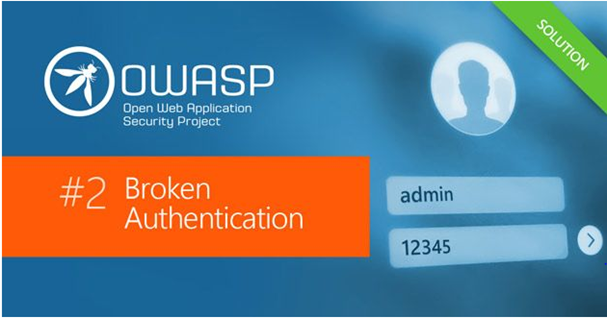 SOLUTION
OWASP
Open Web Application
Security Project
#2 Broken
Authentication
admin
12345